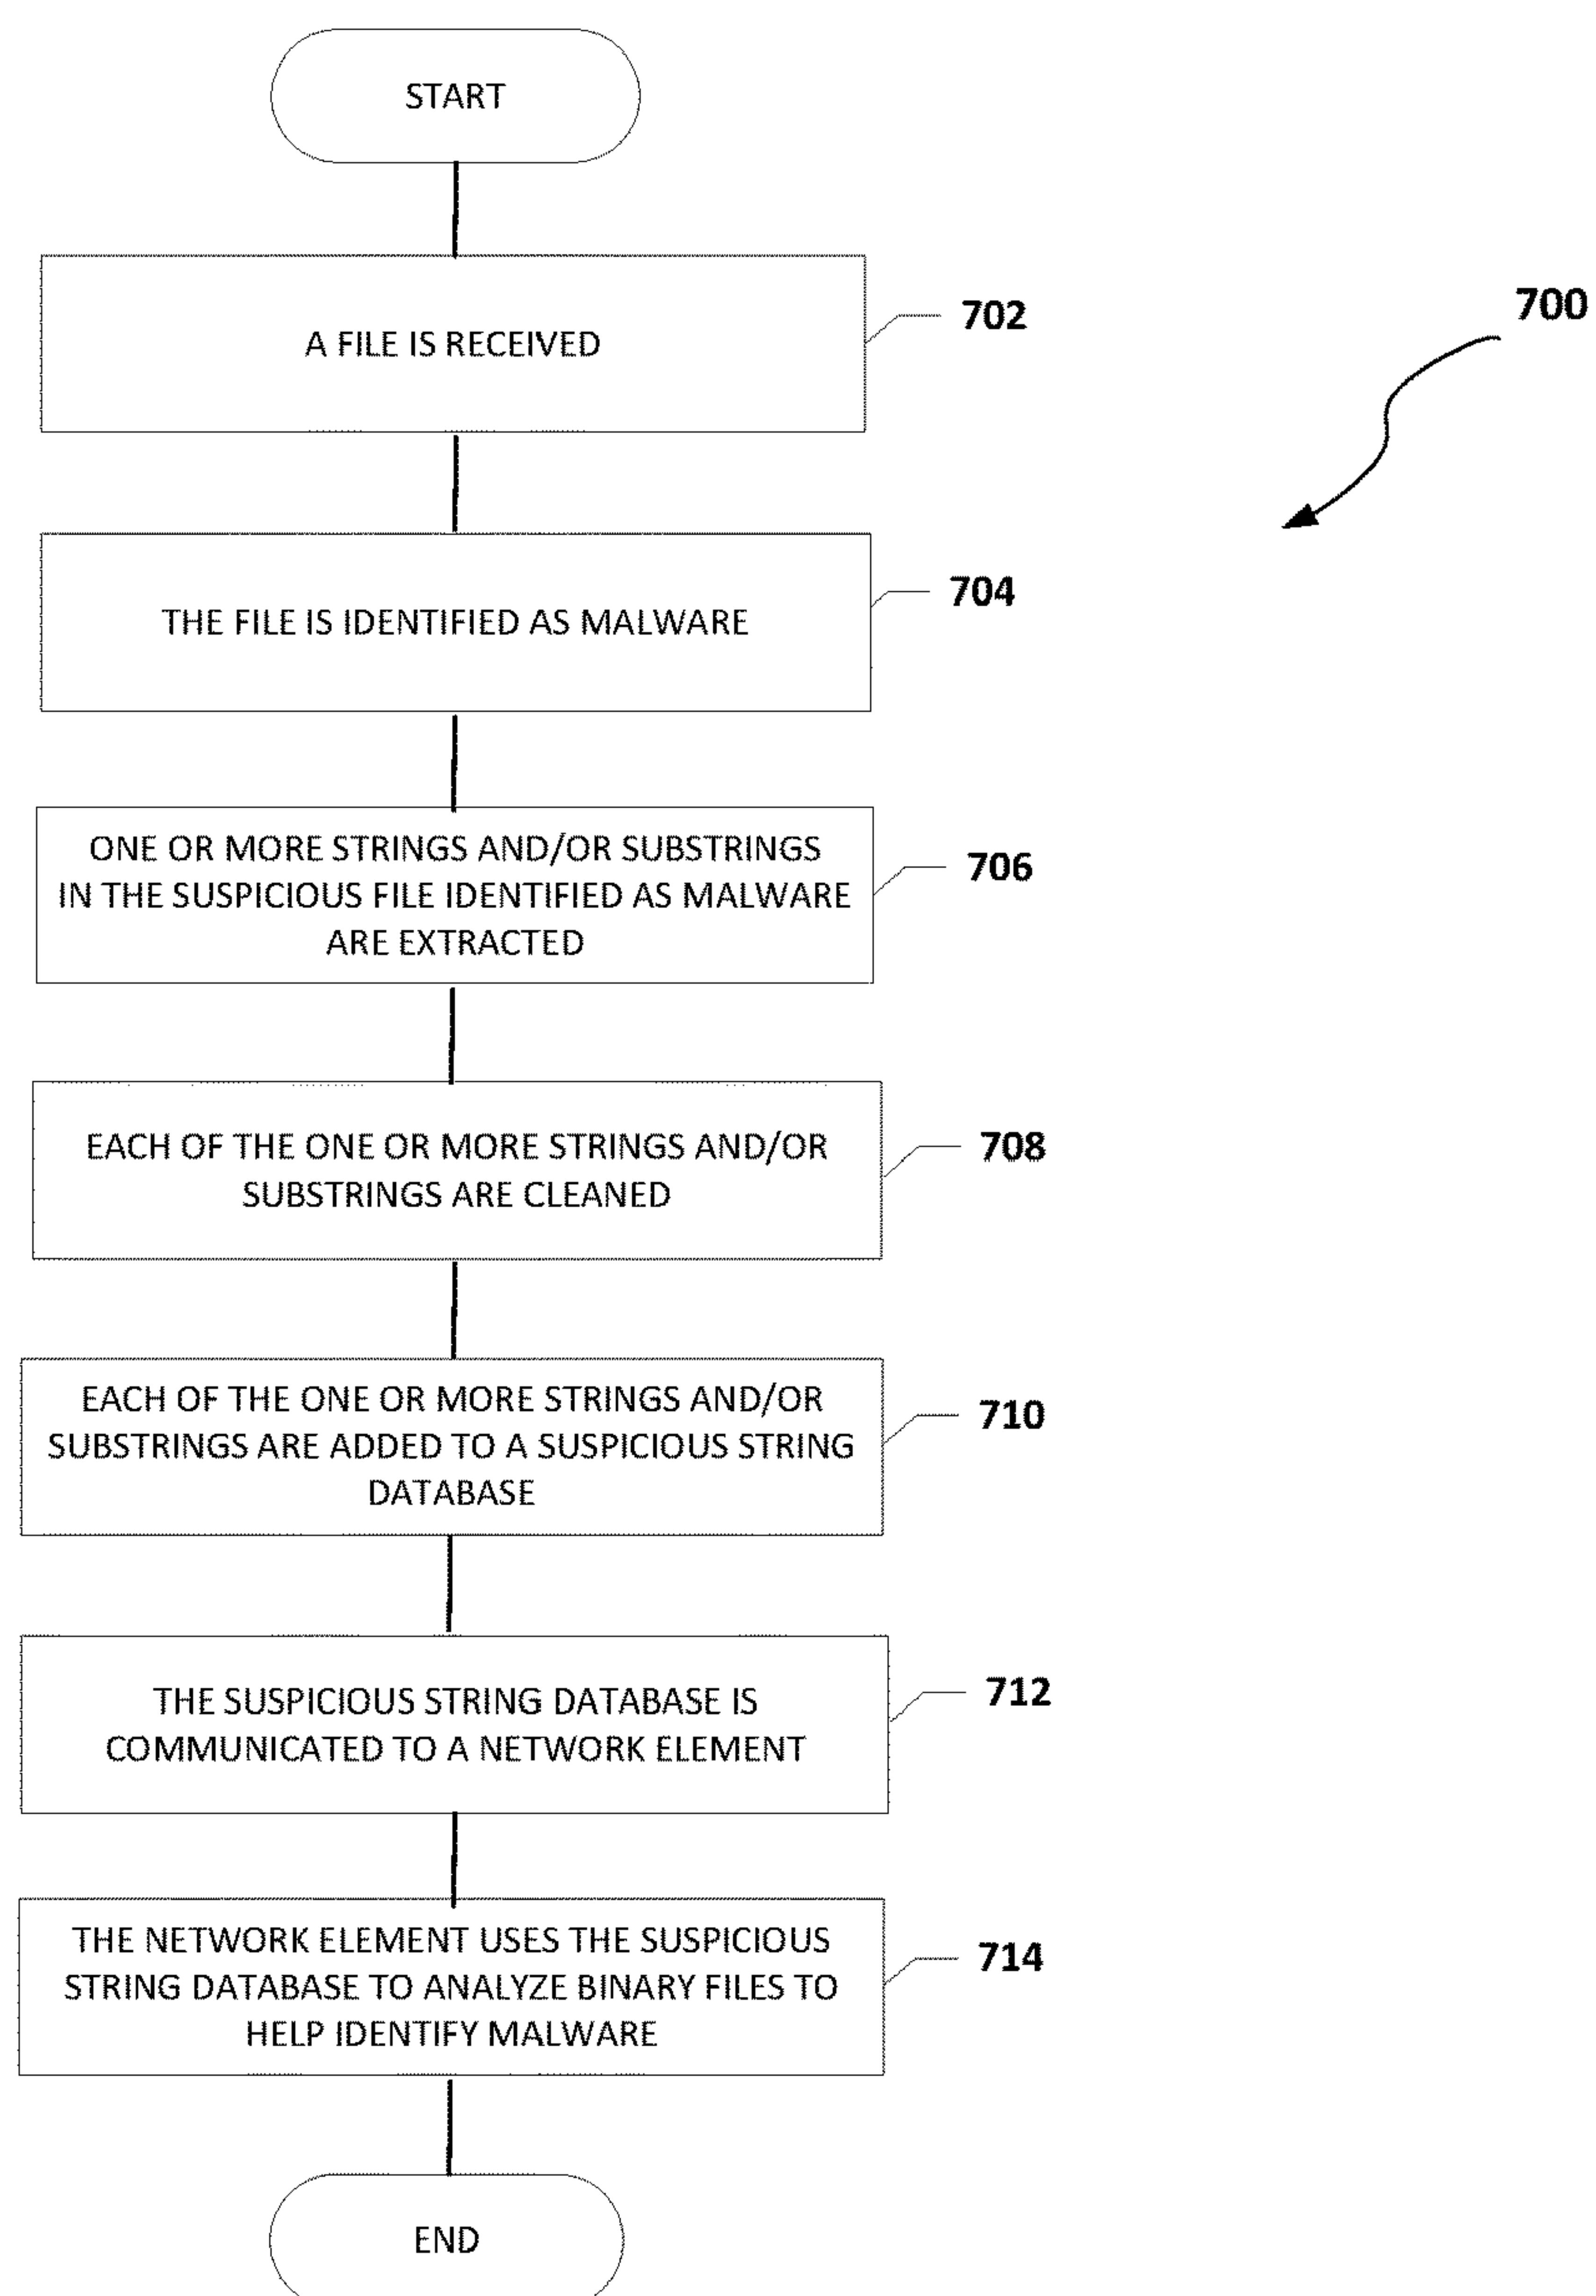 START
A FILE IS RECEIVED
702
700
THE FILE IS IDENTIFIED AS MALWARE
704
ONE OR MORE STRINGS AND/OR SUBSTRINGS
IN THE SUSPICIOUS FILE IDENTIFIED AS MALWARE
ARE EXTRACTED
706
EACH OF THE ONE OR MORE STRINGS AND/OR
SUBSTRINGS ARE CLEANED
708
EACH OF THE ONE OR MORE STRINGS AND/OR
SUBSTRINGS ARE ADDED TO A SUSPICIOUS STRING
DATABASE
710
THE SUSPICIOUS STRING DATABASE IS
COMMUNICATED TO A NETWORK ELEMENT
712
THE NETWORK ELEMENT USES THE SUSPICIOUS
STRING DATABASE TO ANALYZE BINARY FILES TO
HELP IDENTIFY MALWARE
714
END